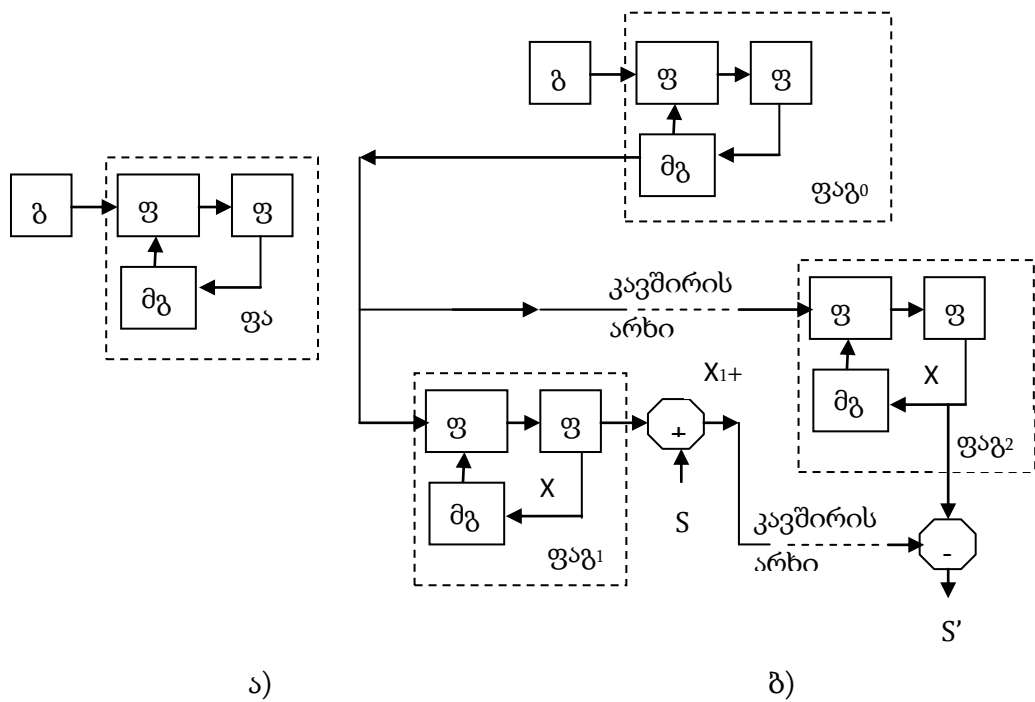 გ
ფ
ფ
მგ
ფაგ0
გ
ფ
ფ
მგ
ფა
კავშირის
არხი
ფ
ფ
X
მგ
ფაგ2
X1+
ფ
ფ
+
X
მგ
ფაგ1
S
კავშირის
არხი
-
S'
ა)
ბ)